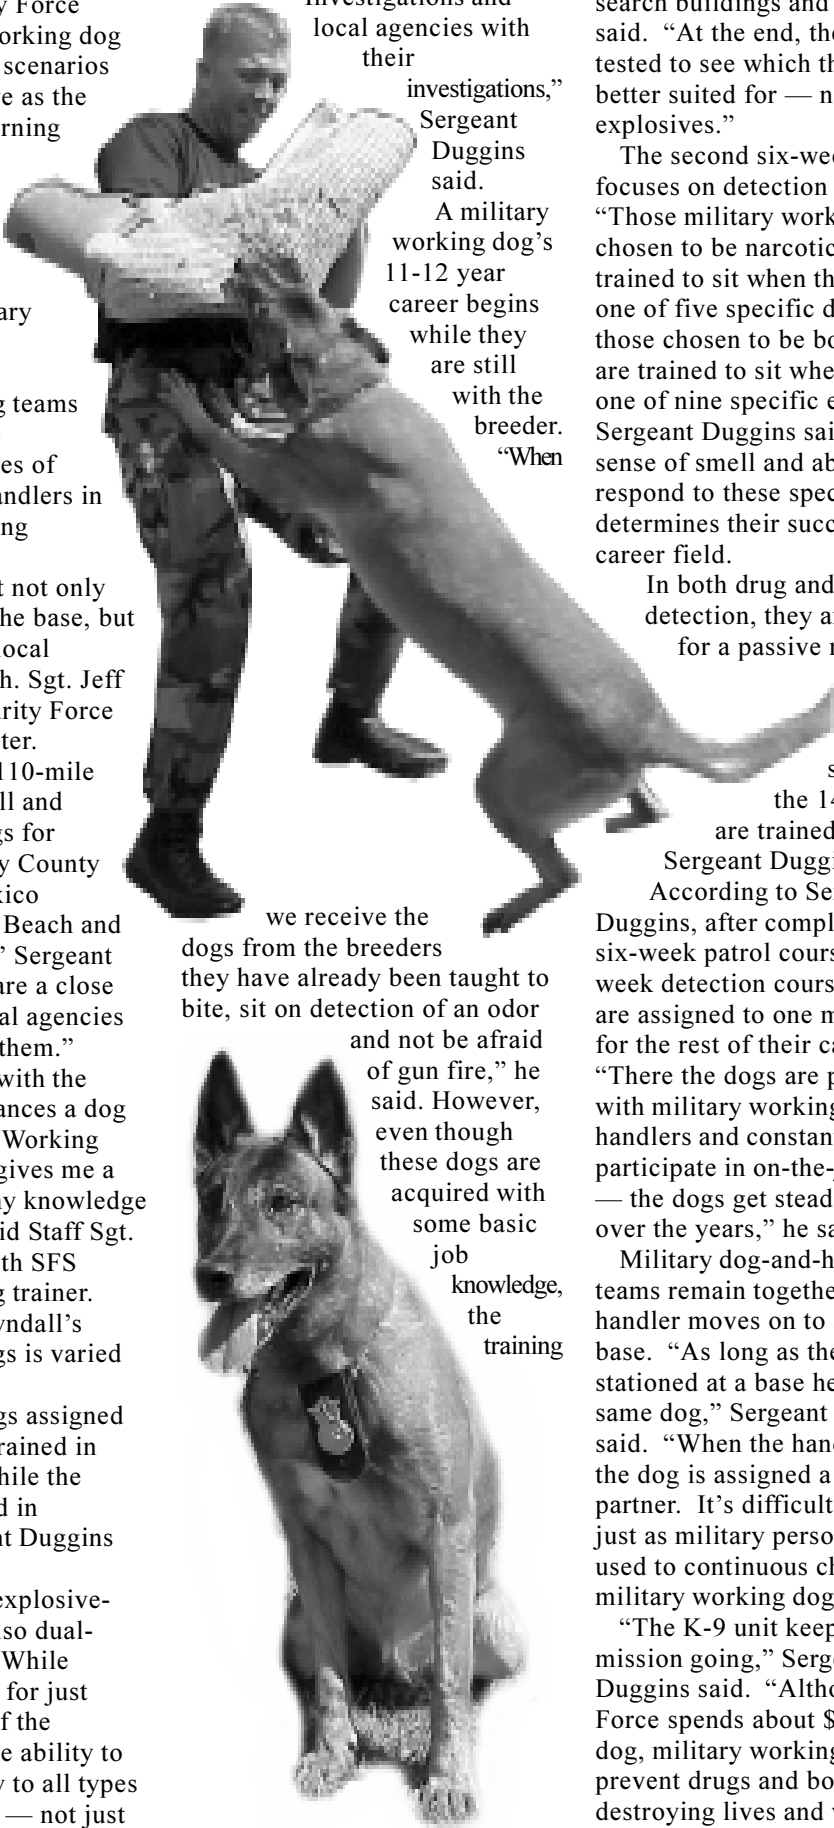 y Force
orking dog
scenarios
e as the
rning
ary
g teams
es of
andlers in
ng
t not only
he base, but
local
h. Sgt. Jeff
rity Force
ter.
110-mile
ll and
gs for
y County
xico
Beach and
” Sergeant
are a close
al agencies
them.”
with the
ances a dog
Working
gives me a
ny knowledge
id Staff Sgt.
th SFS
g trainer.
yndall’s
gs is varied
gs assigned
rained in
hile the
d in
nt Duggins
explosive-
lso dual-
While
for just
f the
e ability to
y to all types
— not just
Investigations and
local agencies with
their
investigations,”
Sergeant
Duggins
said.
A military
working dog’s
11-12 year
career begins
while they
are still
with the
breeder.
“When
we receive the
dogs from the breeders
they have already been taught to
bite, sit on detection of an odor
and not be afraid
of gun fire,” he
said. However,
even though
these dogs are
acquired with
some basic
job
knowledge,
the
training
search buildings and
said.  “At the end, the
tested to see which th
better suited for — n
explosives.”
The second six-wee
focuses on detection
“Those military work
chosen to be narcotic
trained to sit when th
one of five specific d
those chosen to be bo
are trained to sit whe
one of nine specific e
Sergeant Duggins sai
sense of smell and ab
respond to these spec
determines their succ
career field.
In both drug and
detection, they a
for a passive r
s
the 14
are trained
Sergeant Duggi
According to Ser
Duggins, after compl
six-week patrol cours
week detection cours
are assigned to one m
for the rest of their ca
“There the dogs are p
with military working
handlers and constan
participate in on-the-
— the dogs get stead
over the years,” he sa
Military dog-and-h
teams remain togethe
handler moves on to
base.  “As long as the
stationed at a base he
same dog,” Sergeant
said.  “When the han
the dog is assigned a
partner.  It’s difficult
just as military perso
used to continuous ch
military working dog
“The K-9 unit keep
mission going,” Serge
Duggins said.  “Altho
Force spends about $
dog, military working
prevent drugs and bo
destroying lives and